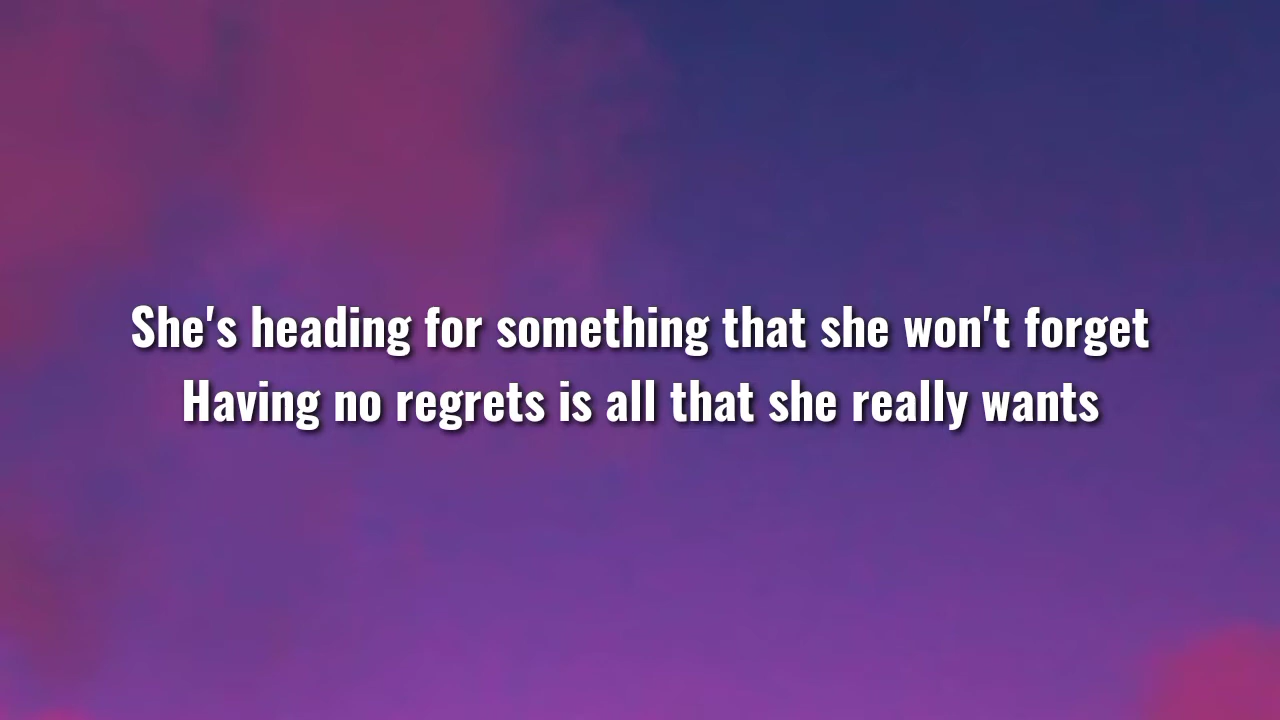 She's heading for something that she won't forget
Having no regrets is all that she really wants